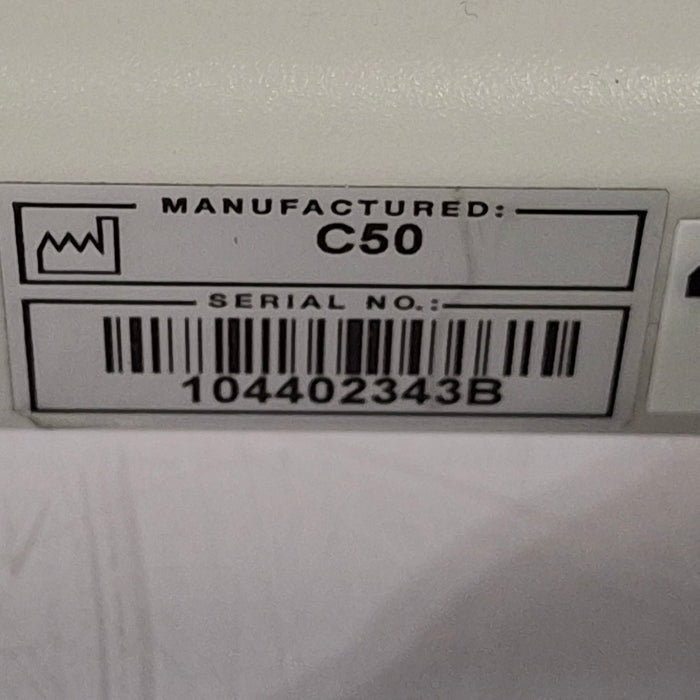 MANUFACTURED:
C50
SERIAL NO.:
104402343B